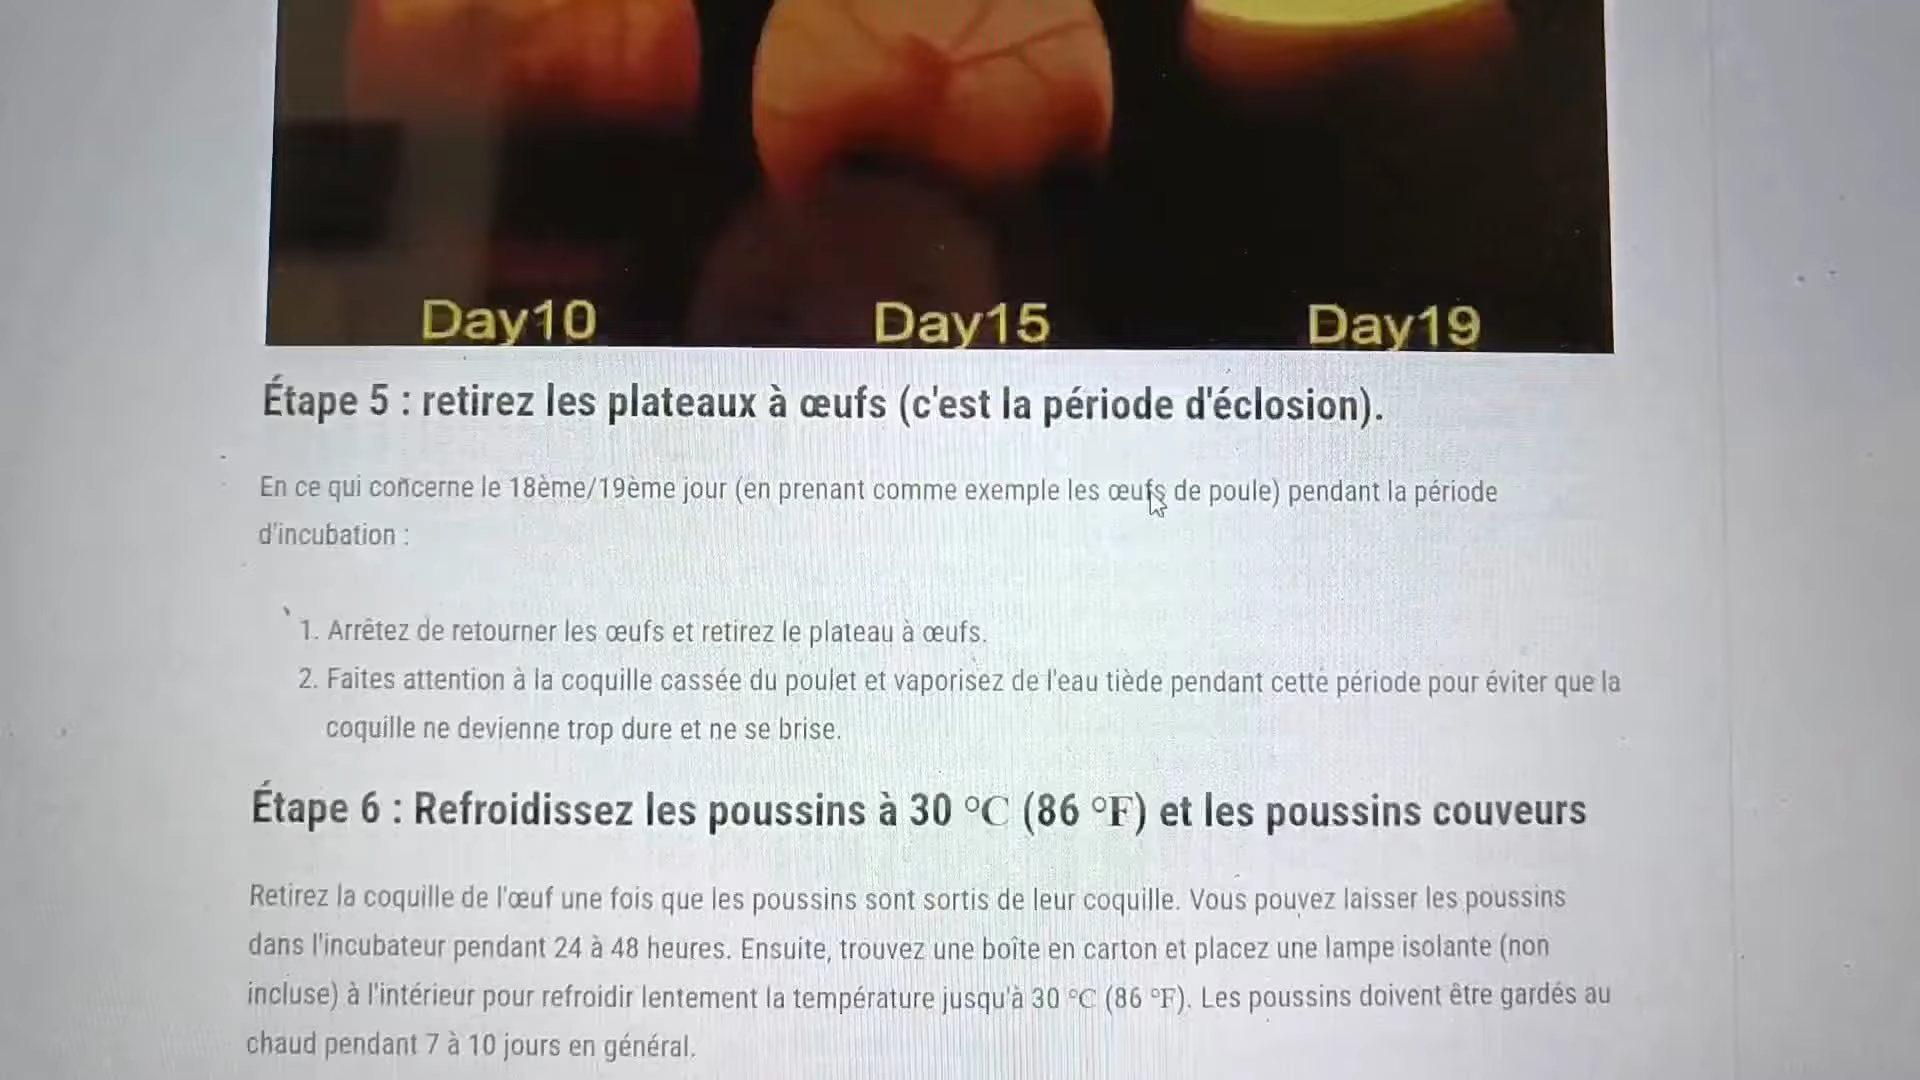 Day10 Day15 Day19
Étape 5 : retirez les plateaux à œufs (c'est la période d'éclosion).
En ce qui concerne le 18ème/19ème jour (en prenant comme exemple les œufs de poule) pendant la période
d'incubation :
1. Arrêtez de retourner les œufs et retirez le plateau à œufs.
2. Faites attention à la coquille cassée du poulet et vaporisez de l'eau tiède pendant cette période pour éviter que la
coquille ne devienne trop dure et ne se brise.
Étape 6 : Refroidissez les poussins à 30 °C (86 °F) et les poussins couveurs
Retirez la coquille de l'œuf une fois que les poussins sont sortis de leur coquille. Vous pouvez laisser les poussins
dans l'incubateur pendant 24 à 48 heures. Ensuite, trouvez une boîte en carton et placez une lampe isolante (non
incluse) à l'intérieur pour refroidir lentement la température jusqu'à 30 °C (86 °F). Les poussins doivent être gardés au
chaud pendant 7 à 10 jours en général.